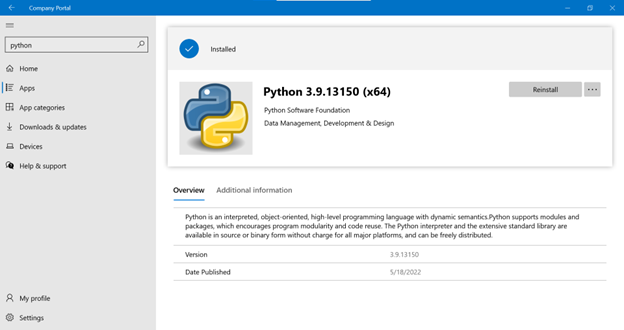 Company Portal
python
Home
Apps
App categories
Downloads & updates
Devices
Help & support
My profile
Settings
Installed
Python 3.9.13150 (x64)
Python Software Foundation
Data Management, Development & Design
Reinstall
Overview Additional information
Python is an interpreted, object-oriented, high-level programming language with dynamic semantics.Python supports modules and
packages, which encourages program modularity and code reuse. The Python interpreter and the extensive standard library are
available in source or binary form without charge for all major platforms, and can be freely distributed.
Version 3.9.13150
Date Published 5/18/2022